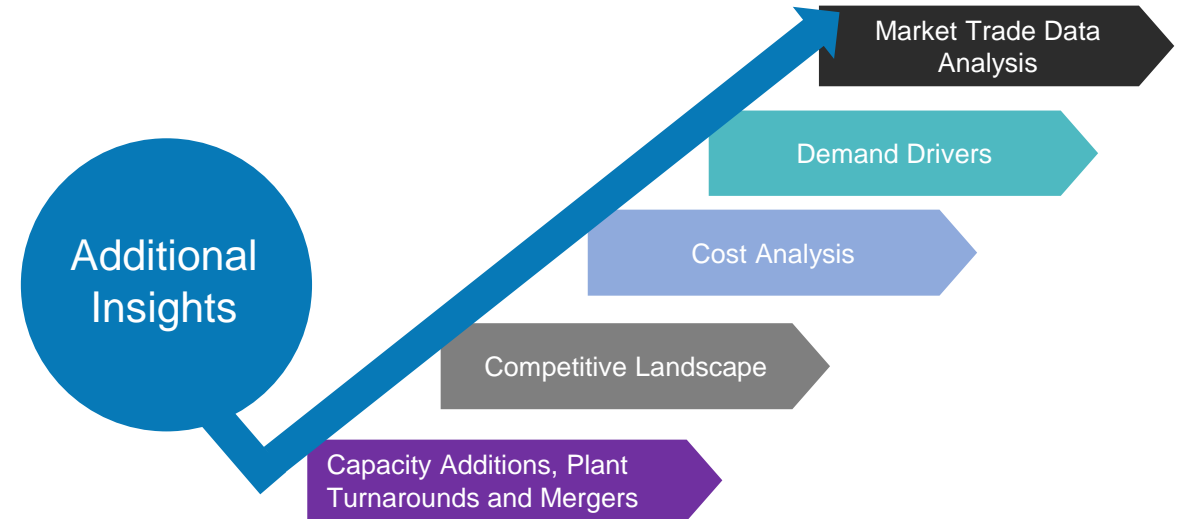 Market Trade Data
Analysis
Demand Drivers
Additional
Insights
Cost Analysis
Competitive Landscape
Capacity Additions, Plant
Turnarounds and Mergers